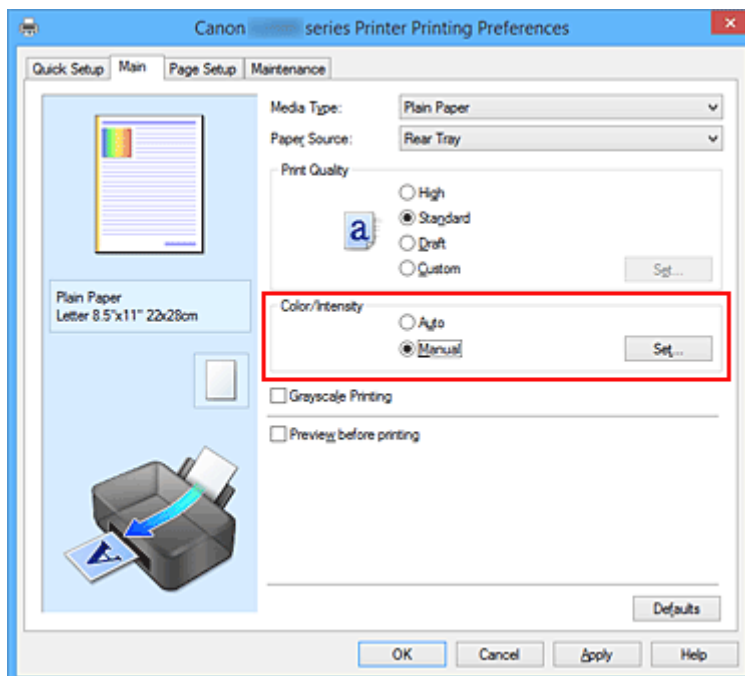 Canon series Printer Printing Preferences
Quick Setup Main Page Setup Maintenance
Media Type: Plain Paper
Paper Source: Rear Tray
Print Quality
High
a Standard
Draft
Custom Set...
Plain Paper
Letter 8.5"x11" 22x28cm
Color/Intensity
Auto
Manual Set...
Grayscale Printing
Preview before printing
A
Defaults
OK Cancel Apply Help